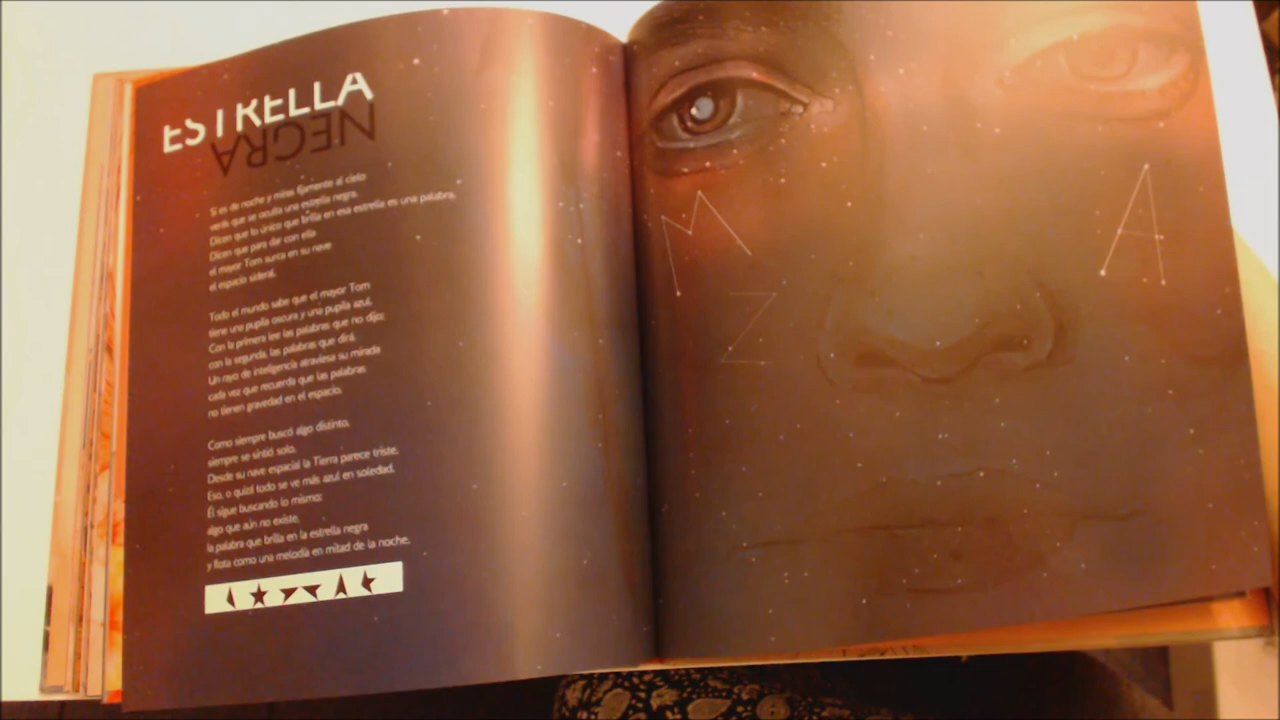 ESTRELLA
NEGRA
Si es de noche y miras fijamente al cielo
verás que se oculta una estrella negra.
Dicen que lo único que brilla en esa estrella es una palabra.
Dicen que para dar con ella
el mayor Tom surca en su nave
el espacio sideral.
Todo el mundo sabe que el mayor Tom
tiene una pupila oscura y una pupila azul.
Con la primera lee las palabras que no dijo;
con la segunda, las palabras que dirá.
Un rayo de inteligencia atraviesa su mirada
cada vez que recuerda que las palabras
no tienen gravedad en el espacio.
Como siempre buscó algo distinto,
siempre se sintió solo.
Desde su nave espacial la Tierra parece triste.
Eso, o quizá todo se ve más azul en soledad.
Él sigue buscando lo mismo:
algo que aún no existe,
la palabra que brilla en la estrella negra
y flota como una melodía en mitad de la noche.
M A
Z